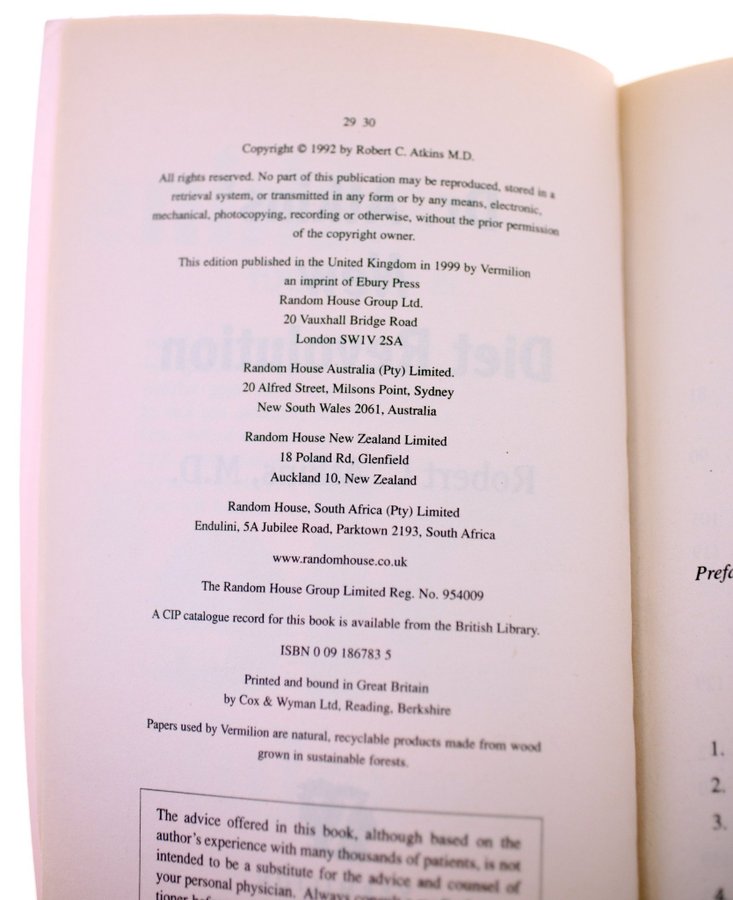 29 30
Copyright © 1992 by Robert C. Atkins M.D.
All rights reserved. No part of this publication may be reproduced, stored in a
retrieval system, or transmitted in any form or by any means, electronic,
mechanical, photocopying, recording or otherwise, without the prior permission
of the copyright owner.
This edition published in the United Kingdom in 1999 by Vermilion
an imprint of Ebury Press
Random House Group Ltd.
20 Vauxhall Bridge Road
London SW1V 2SA
Random House Australia (Pty) Limited.
20 Alfred Street, Milsons Point, Sydney
New South Wales 2061, Australia
Random House New Zealand Limited
18 Poland Rd, Glenfield
Auckland 10, New Zealand
Random House, South Africa (Pty) Limited
Endulini, 5A Jubilee Road, Parktown 2193, South Africa
www.randomhouse.co.uk
The Random House Group Limited Reg. No. 954009
A CIP catalogue record for this book is available from the British Library.
ISBN 0 09 186783 5
Printed and bound in Great Britain
by Cox & Wyman Ltd, Reading, Berkshire
Papers used by Vermilion are natural, recyclable products made from wood
grown in sustainable forests.
The advice offered in this book, although based on the
author's experience with many thousands of patients, is not
intended to be a substitute for the advice and counsel of
your personal physician. Always
1.
2.
3.
4.